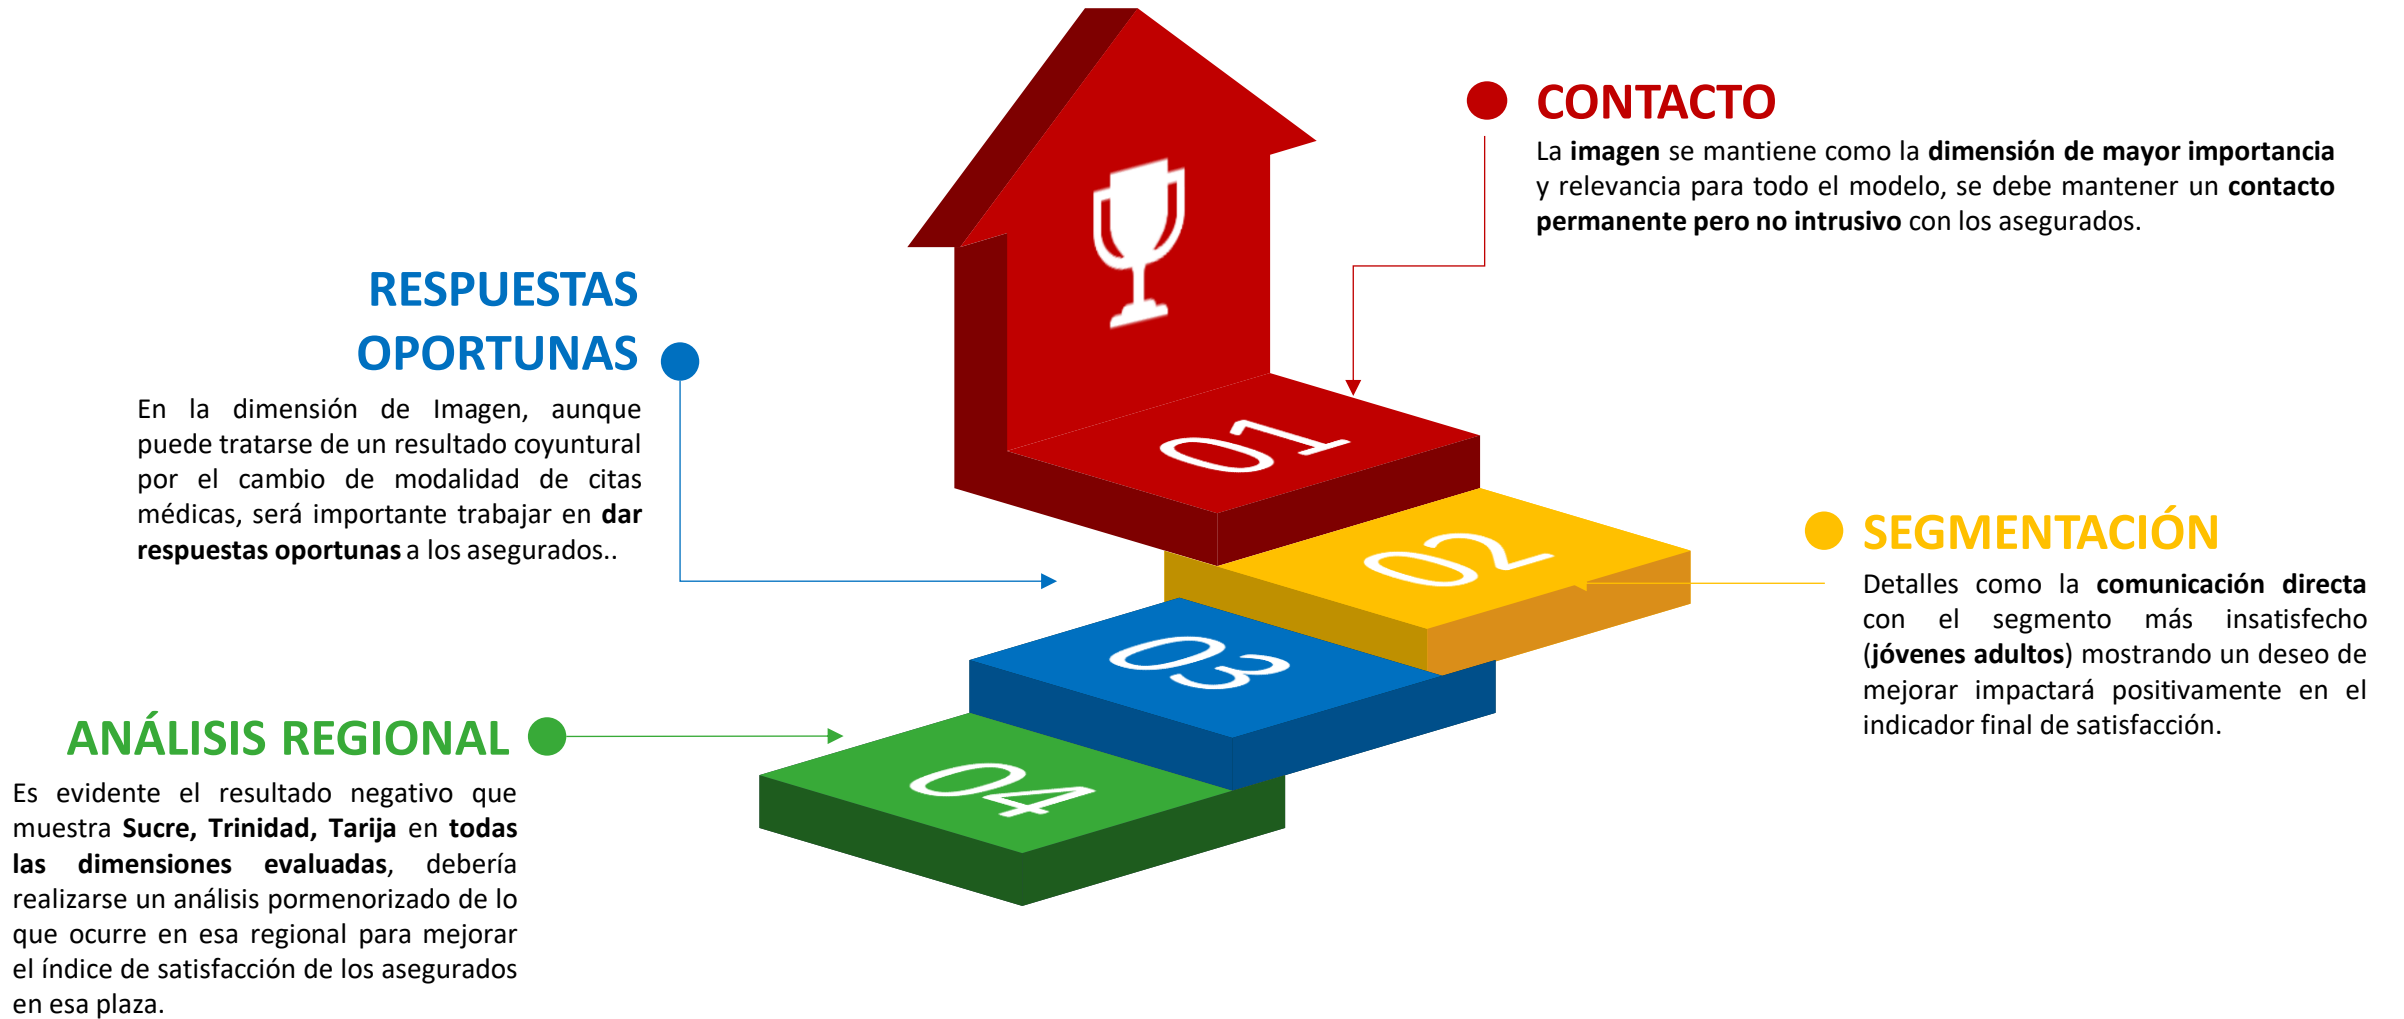 CONTACTO
La imagen se mantiene como la dimensión de mayor importancia
y relevancia para todo el modelo, se debe mantener un contacto
permanente pero no intrusivo con los asegurados.
01
RESPUESTAS
OPORTUNAS
En la dimensión de Imagen, aunque
puede tratarse de un resultado coyuntural
por el cambio de modalidad de citas
médicas, será importante trabajar en dar
respuestas oportunas a los asegurados..
02
SEGMENTACIÓN
Detalles como la comunicación directa
con el segmento más insatisfecho
(jóvenes adultos) mostrando un deseo de
mejorar impactará positivamente en el
indicador final de satisfacción.
03
ANÁLISIS REGIONAL
Es evidente el resultado negativo que
muestra Sucre, Trinidad, Tarija en todas
las dimensiones evaluadas, debería
realizarse un análisis pormenorizado de lo
que ocurre en esa regional para mejorar
el índice de satisfacción de los asegurados
en esa plaza.
04